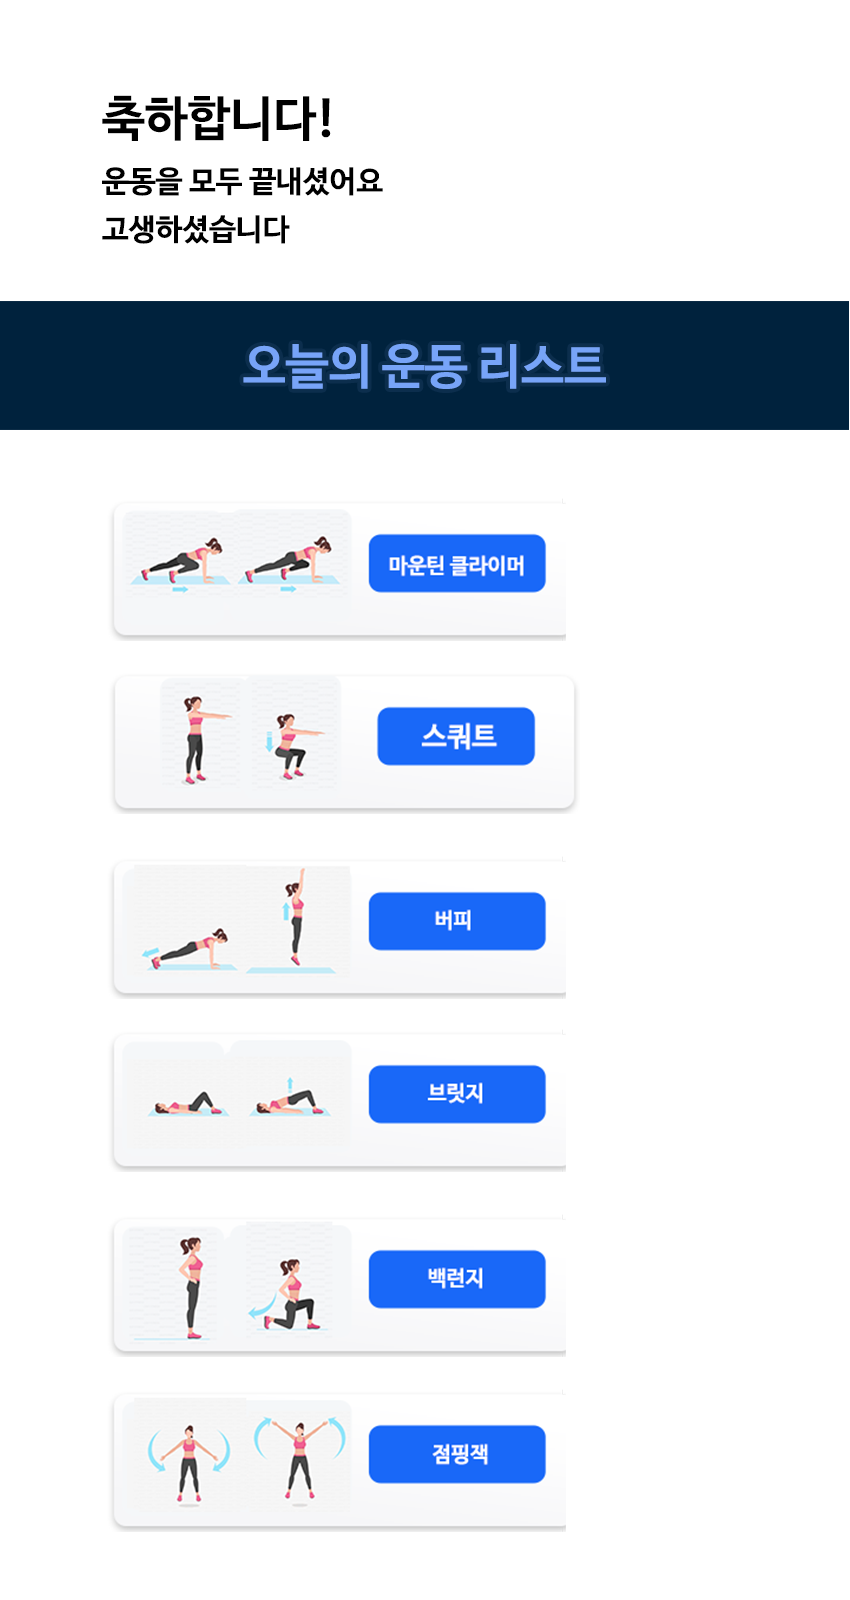 축하합니다!
운동을 모두 끝내셨어요
고생하셨습니다
오늘의 운동 리스트
마운틴 클라이머
스쿼트
버피
브릿지
백런지
점핑잭